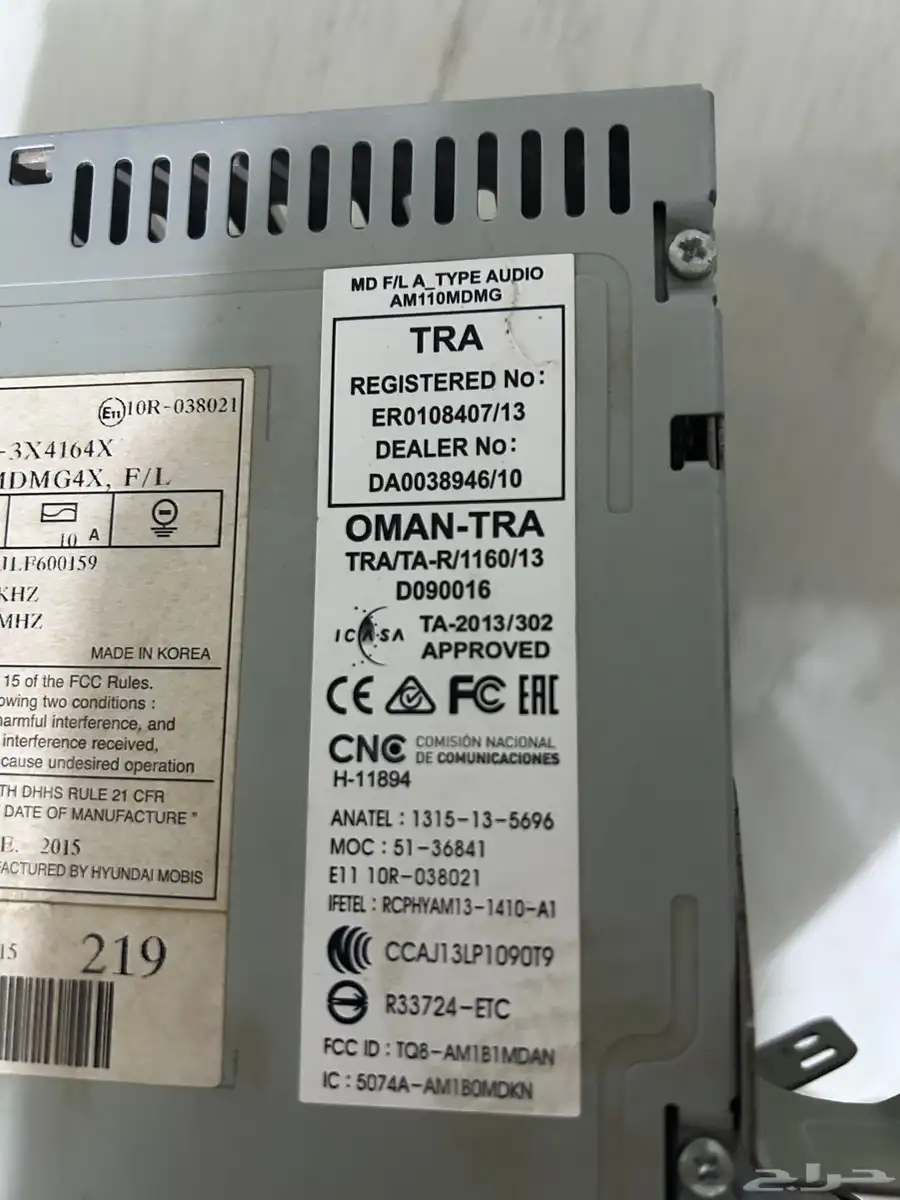 E11 10R-038021
-3X4164X
MDMG4X, F/L
10 A
JLF600159
KHZ
MHZ
MADE IN KOREA
15 of the FCC Rules.
owing two conditions :
harmful interference, and
interference received,
cause undesired operation
TH DHHS RULE 21 CFR
DATE OF MANUFACTURE "
E. 2015
FACTURED BY HYUNDAI MOBIS
15 219
MD F/L A_TYPE AUDIO
AM110MDMG
TRA
REGISTERED No:
ER0108407/13
DEALER No:
DA0038946/10
OMAN-TRA
TRA/TA-R/1160/13
D090016
ICASA TA-2013/302
APPROVED
CE FC EAC
CNC COMISIÓN NACIONAL
DE COMUNICACIONES
H-11894
ANATEL : 1315-13-5696
MOC : 51-36841
E11 10R-038021
IFETEL : RCPHYAM13-1410-A1
CCAJ13LP1090T9
R33724-ETC
FCC ID : TQ8-AM1B1MDAN
IC : 5074A-AM1B0MDKN
حراج